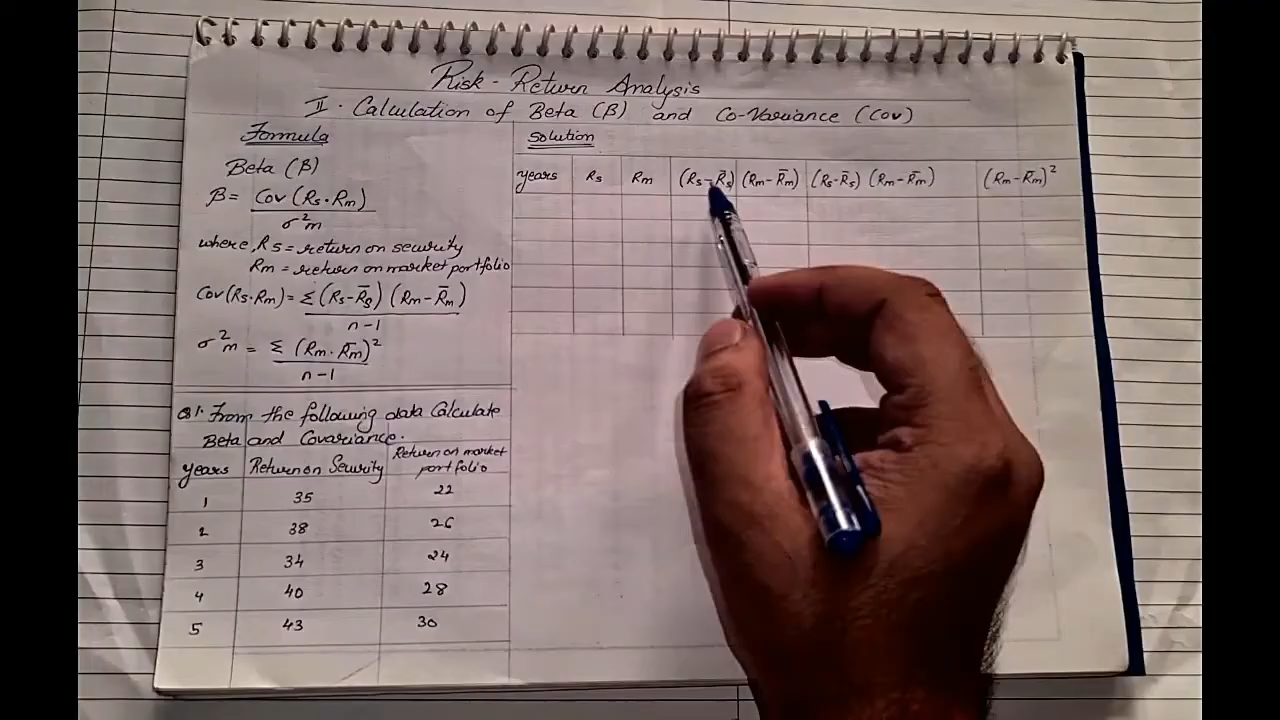 Risk-Return Analysis
II. Calculation of Beta (β) and Co-Variance (Cov)
Formula
Beta (β)
β = Cov (Rs·Rm)
σ²m
where, Rs = return on security
Rm = return on market portfolio
Cov (Rs·Rm) = Σ (Rs-R̄s) (Rm-R̄m)
n-1
σ²m = Σ (Rm·R̄m)²
n-1
Q1. From the following data Calculate
Beta and Covariance.
years Return on Security Return on market portfolio
1 35 22
2 38 26
3 34 24
4 40 28
5 43 30
Solution
years Rs Rm (Rs-R̄s) (Rm-R̄m) (Rs-R̄s) (Rm-R̄m) (Rm-R̄m)²